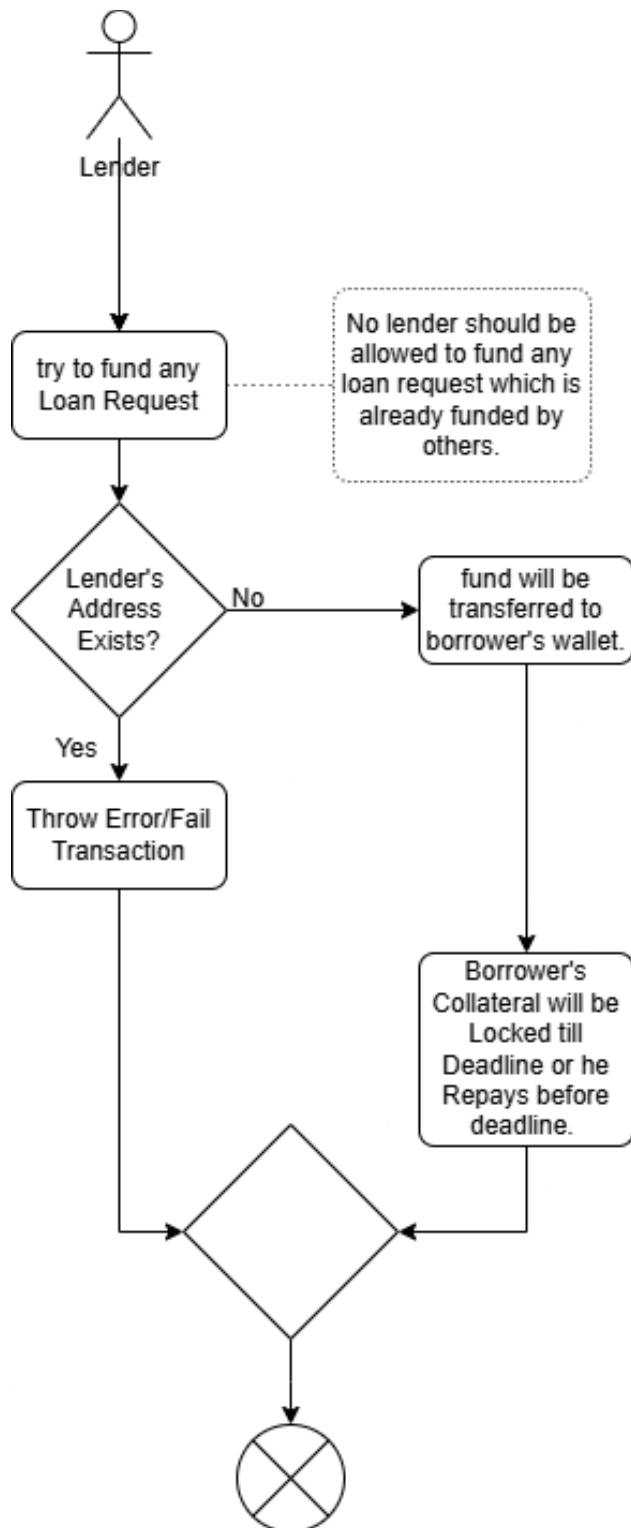 Lender
try to fund any
Loan Request
No lender should be
allowed to fund any
loan request which is
already funded by
others.
Lender's
Address
Exists?
No
fund will be
transferred to
borrower's wallet.
Yes
Throw Error/Fail
Transaction
Borrower's
Collateral will be
Locked till
Deadline or he
Repays before
deadline.